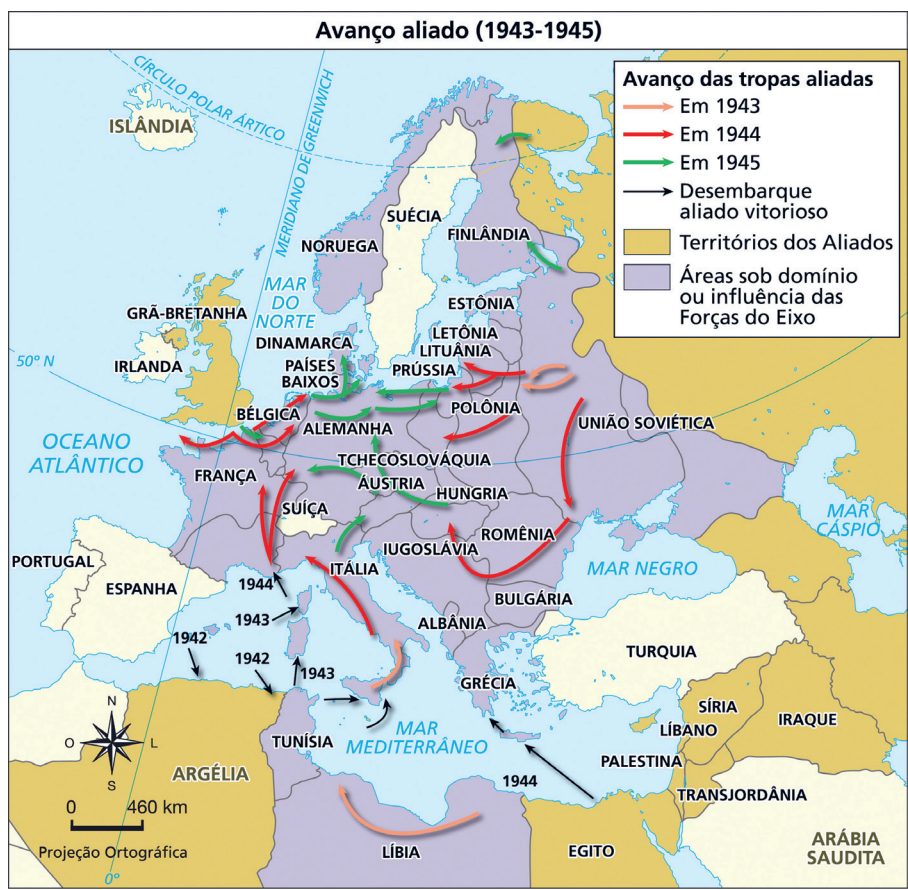 Avanço aliado (1943-1945)
Avanço das tropas aliadas
Em 1943
Em 1944
Em 1945
Desembarque
aliado vitorioso
Territórios dos Aliados
Áreas sob domínio
ou influência das
Forças do Eixo
CÍRCULO POLAR ÁRTICO
MERIDIANO DE GREENWICH
ISLÂNDIA
SUÉCIA
NORUEGA
FINLÂNDIA
MAR
DO
NORTE
ESTÔNIA
GRÃ-BRETANHA
DINAMARCA
LETÔNIA
LITUÂNIA
50º N
IRLANDA
PAÍSES
BAIXOS
PRÚSSIA
BÉLGICA
POLÔNIA
ALEMANHA
UNIÃO SOVIÉTICA
OCEANO
ATLÂNTICO
TCHECOSLOVÁQUIA
FRANÇA
ÁUSTRIA
HUNGRIA
SUÍÇA
MAR
CÁSPIO
ROMÊNIA
IUGOSLÁVIA
PORTUGAL
ITÁLIA
MAR NEGRO
ESPANHA
1944
BULGÁRIA
1943
ALBÂNIA
1942
1942
1943
TURQUIA
GRÉCIA
SÍRIA
LÍBANO
IRAQUE
TUNÍSIA
MAR
MEDITERRÂNEO
PALESTINA
ARGÉLIA
1944
TRANSJORDÂNIA
N
O
L
S
0
460 km
Projeção Ortográfica
LÍBIA
EGITO
ARÁBIA
SAUDITA
0º